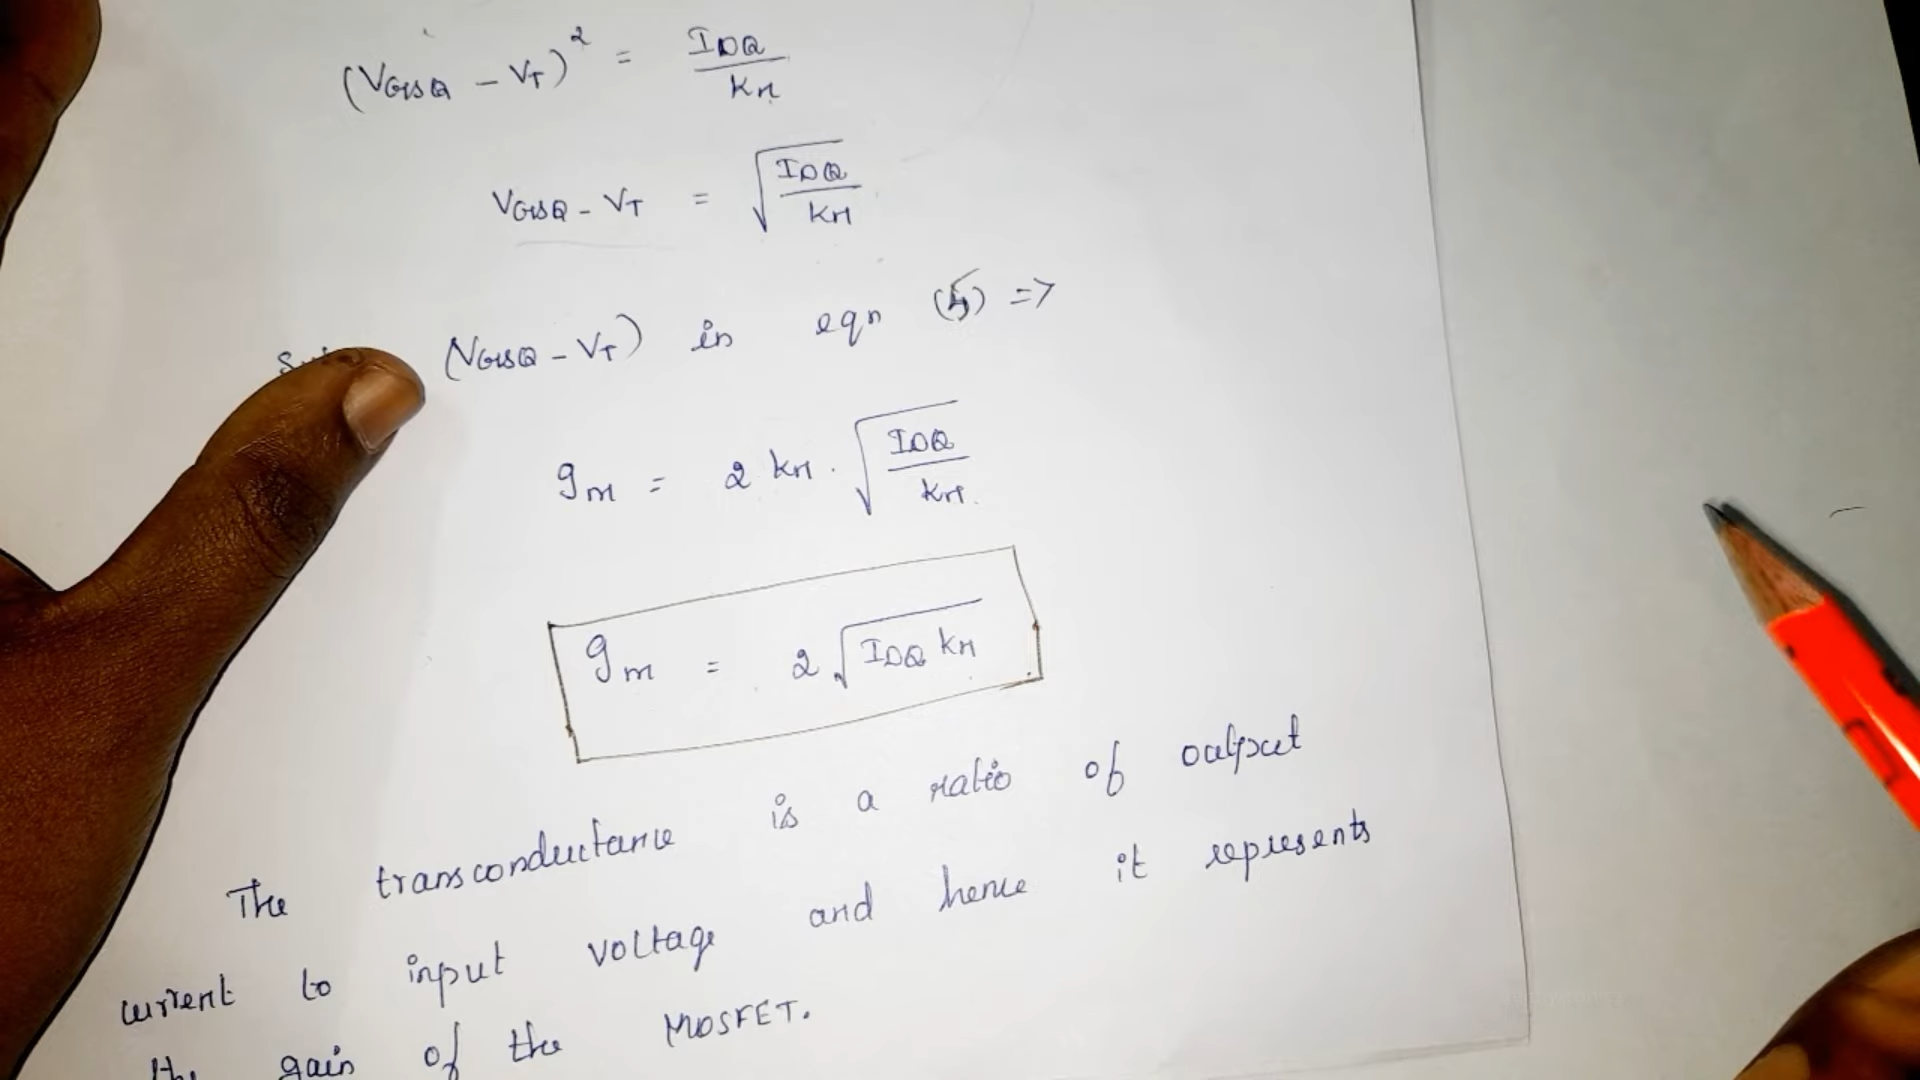 (VGSQ - VT)² = IDQ / kn
VGSQ - VT = √(IDQ / kn)
(VGSQ - VT) in eqn (5) =>
gm = 2 kn . √(IDQ / kn)
gm = 2 √(IDQ kn)
The transconductance is a ratio of output
current to input voltage and hence it represents
the gain of the MOSFET.